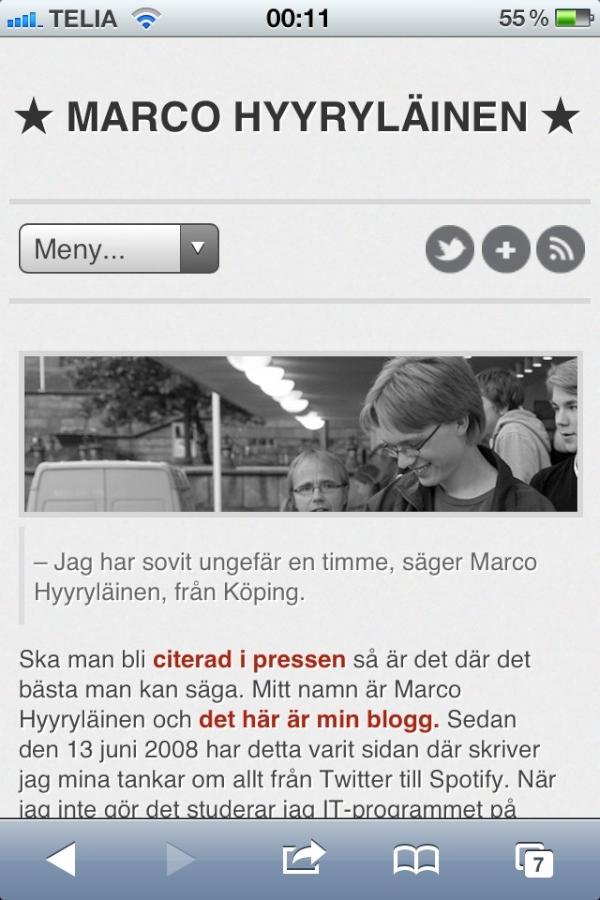 TELIA 00:11 55 %
★ MARCO HYYRYLÄINEN ★
Meny...
– Jag har sovit ungefär en timme, säger Marco
Hyyryläinen, från Köping.
Ska man bli citerad i pressen så är det där det
bästa man kan säga. Mitt namn är Marco
Hyyryläinen och det här är min blogg. Sedan
den 13 juni 2008 har detta varit sidan där skriver
jag mina tankar om allt från Twitter till Spotify. När
jag inte gör det studerar jag IT-programmet på
7